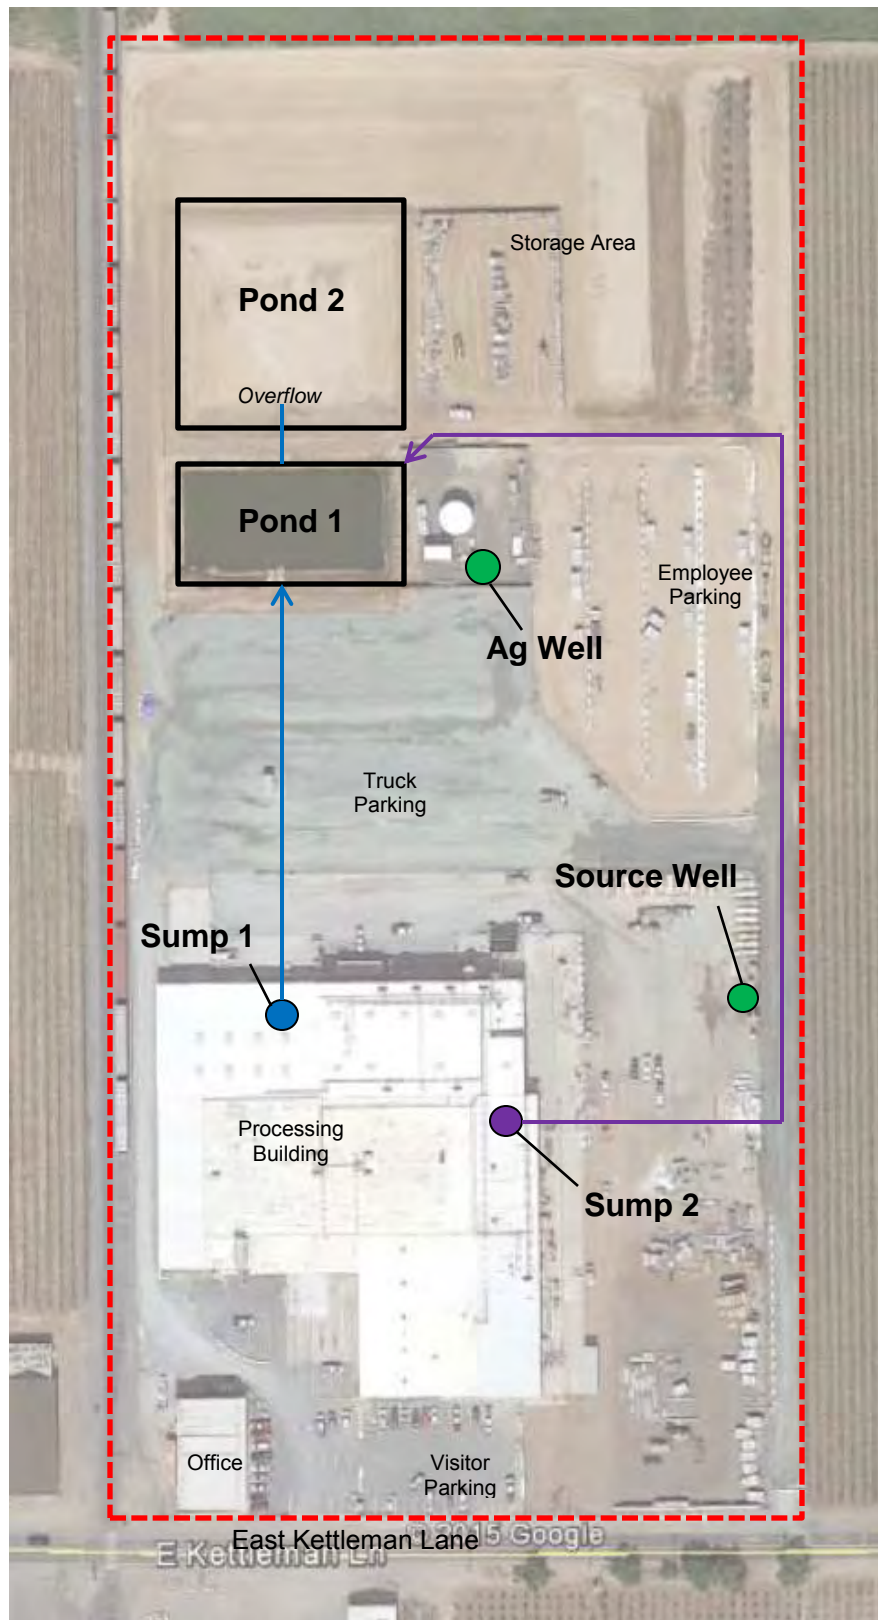 Storage Area
Pond 2
Overflow
Pond 1
Employee
Parking
Ag Well
Truck
Parking
Source Well
Sump 1
Processing
Building
Sump 2
Office
Visitor
Parking
© 2015 Google
East Kettleman Lane
E Kettleman Ln